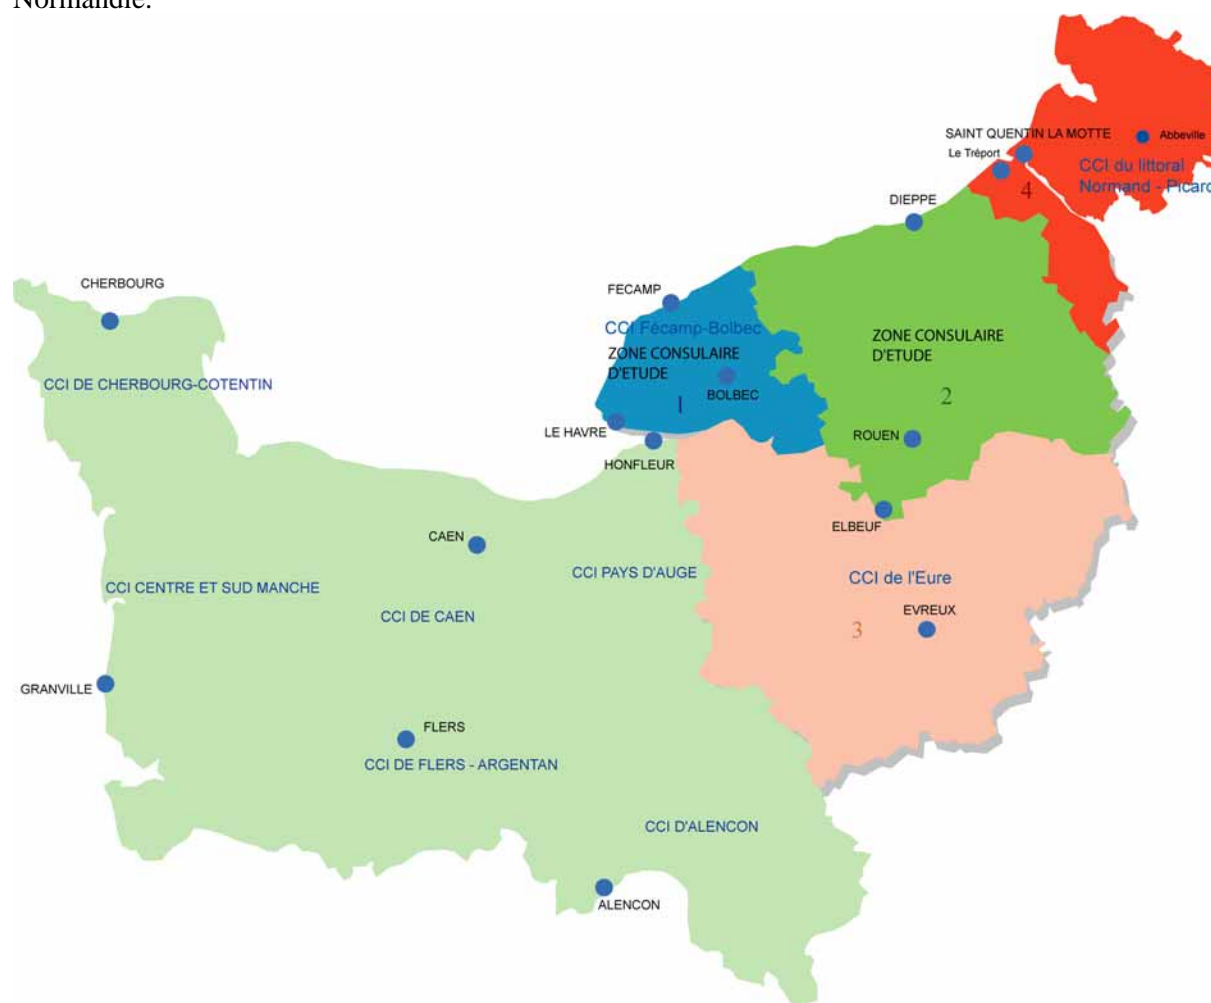 Normandie.
SAINT QUENTIN LA MOTTE
Abbeville
Le Tréport
CCI du littoral
Normand - Picard
4
DIEPPE
CHERBOURG
FECAMP
CCI Fécamp-Bolbec
ZONE CONSULAIRE
D'ETUDE
ZONE CONSULAIRE
D'ETUDE
CCI DE CHERBOURG-COTENTIN
BOLBEC
1
2
LE HAVRE
ROUEN
HONFLEUR
ELBEUF
CAEN
CCI PAYS D'AUGE
CCI de l'Eure
CCI CENTRE ET SUD MANCHE
CCI DE CAEN
EVREUX
3
GRANVILLE
FLERS
CCI DE FLERS - ARGENTAN
CCI D'ALENCON
ALENCON